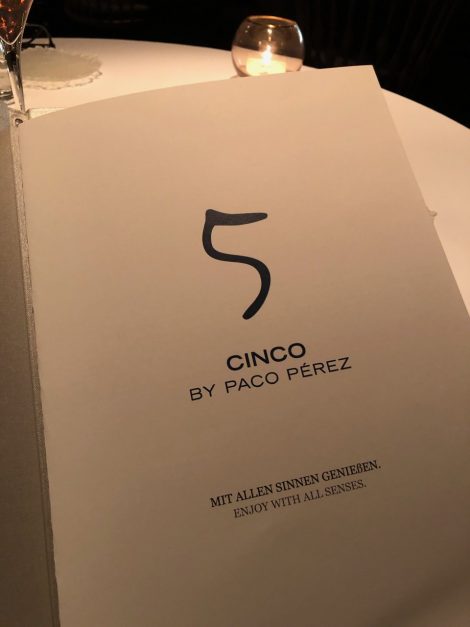 5
CINCO
BY PACO PÉREZ
MIT ALLEN SINNEN GENIEßEN.
ENJOY WITH ALL SENSES.